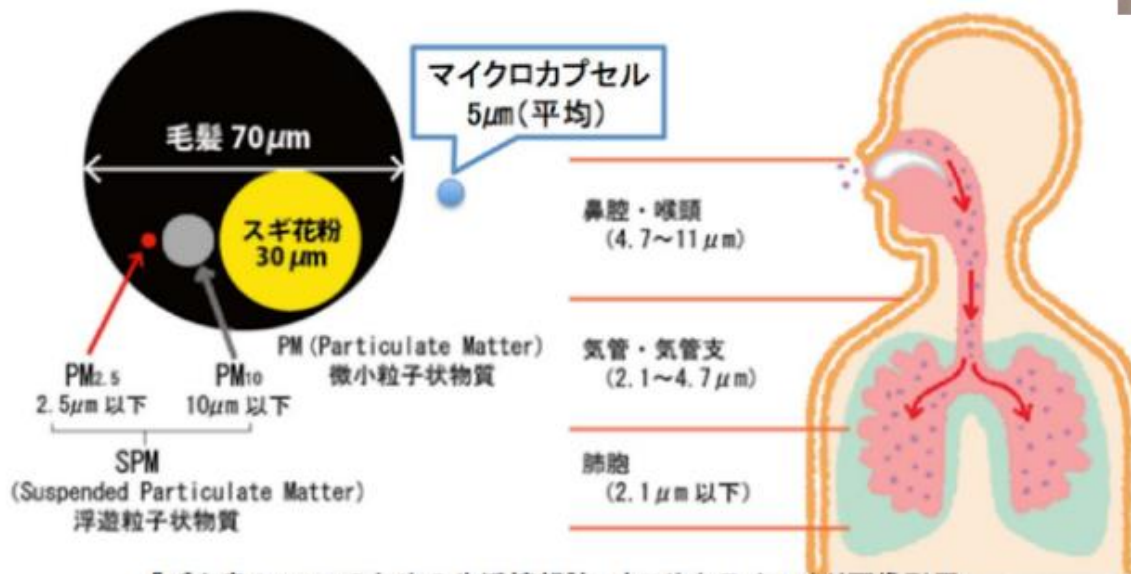 マイクロカプセル
5μm(平均)
毛髪 70μm
スギ花粉
30μm
PM2.5
2.5μm 以下
PM10
10μm 以下
PM(Particulate Matter)
微小粒子状物質
SPM
(Suspended Particulate Matter)
浮遊粒子状物質
鼻腔・喉頭
(4.7～11μm)
気管・気管支
(2.1～4.7μm)
肺胞
(2.1μm 以下)